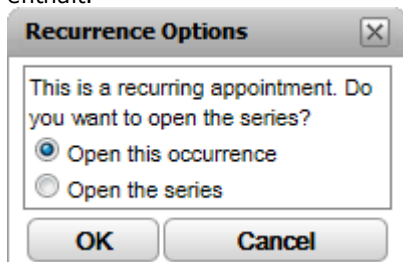 Recurrence Options
This is a recurring appointment. Do
you want to open the series?
Open this occurrence
Open the series
OK Cancel